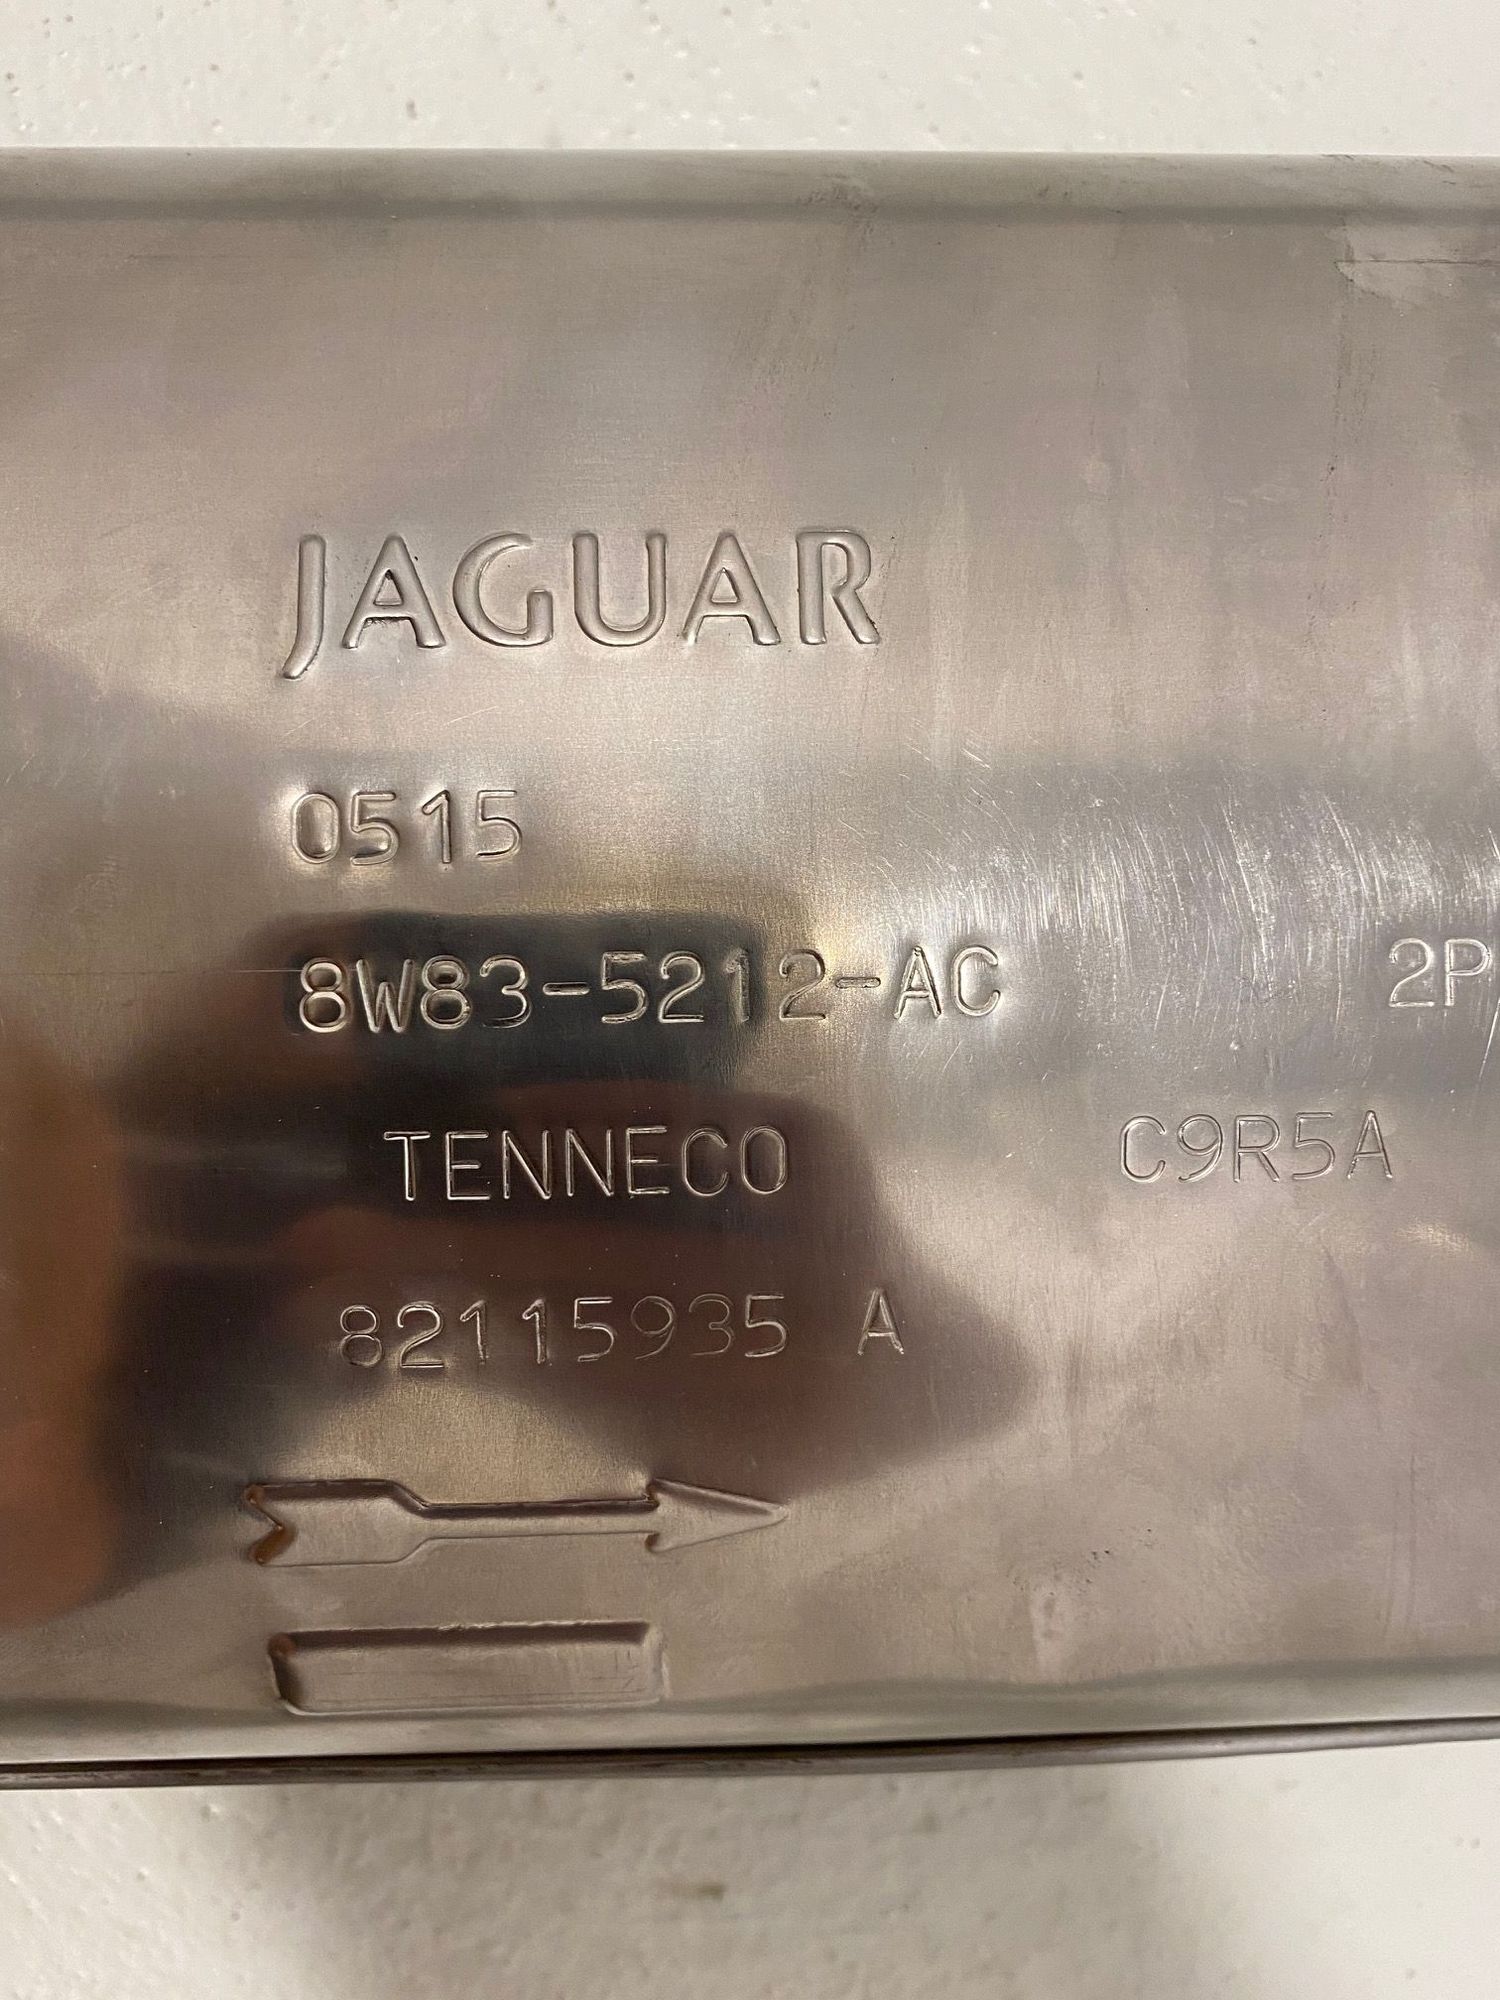 JAGUAR
0515
8W83-5212-AC 2P
TENNECO C9R5A
82115935 A